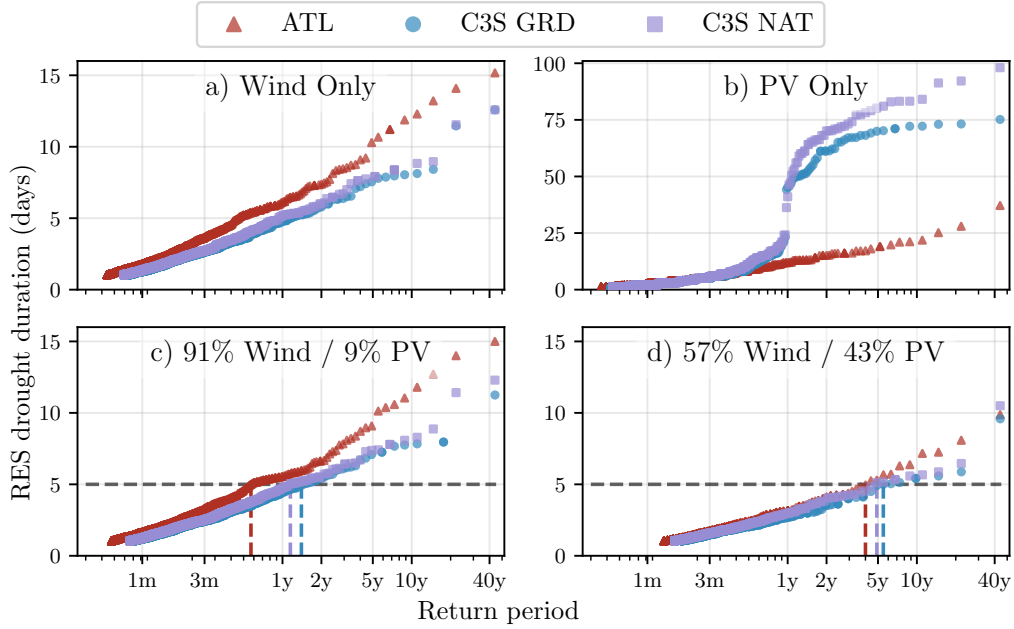 ATL C3S GRD C3S NAT
a) Wind Only
b) PV Only
15
10
5
0
100
75
50
25
0
RES drought duration (days)
c) 91% Wind / 9% PV
d) 57% Wind / 43% PV
15
10
5
0
15
10
5
0
1m 3m 1y 2y 5y 10y 40y
1m 3m 1y 2y 5y 10y 40y
Return period